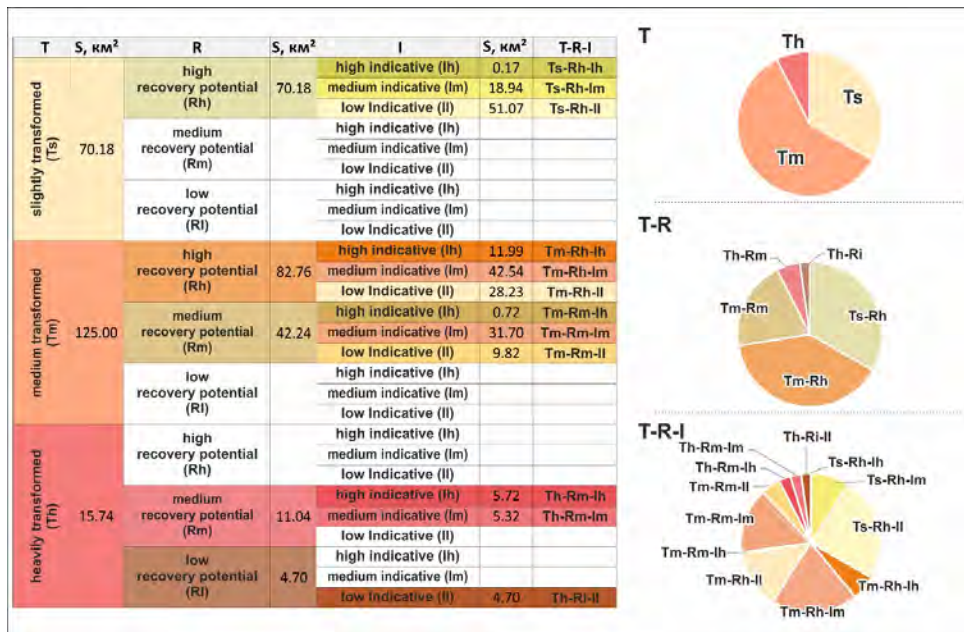 T S, км² R S, км² I S, км² T-R-I
slightly transformed
(Ts)
70.18
high
recovery potential
(Rh)
70.18
high indicative (Ih) 0.17 Ts-Rh-Ih
medium indicative (Im) 18.94 Ts-Rh-Im
low indicative (Il) 51.07 Ts-Rh-Il
medium
recovery potential
(Rm)
high indicative (Ih)
medium indicative (Im)
low indicative (Il)
low
recovery potential
(Rl)
high indicative (Ih)
medium indicative (Im)
low indicative (Il)
medium transformed
(Tm)
125.00
high
recovery potential
(Rh)
82.76
high indicative (Ih) 11.99 Tm-Rh-Ih
medium indicative (Im) 42.54 Tm-Rh-Im
low indicative (Il) 28.23 Tm-Rh-Il
medium
recovery potential
(Rm)
42.24
high indicative (Ih) 0.72 Tm-Rm-Ih
medium indicative (Im) 31.70 Tm-Rm-Im
low Indicative (Il) 9.82 Tm-Rm-Il
low
recovery potential
(Rl)
high indicative (Ih)
medium indicative (Im)
low indicative (Il)
heavily transformed
(Th)
15.74
high
recovery potential
(Rh)
high indicative (Ih)
medium indicative (Im)
low indicative (Il)
medium
recovery potential
(Rm)
11.04
high indicative (Ih) 5.72 Th-Rm-Ih
medium indicative (Im) 5.32 Th-Rm-Im
low indicative (Il)
low
recovery potential
(Rl)
4.70
high indicative (Ih)
medium indicative (Im)
low Indicative (Il) 4.70 Th-Ri-Il
T
Th
Ts
Tm
T-R
Th-Rm
Th-Ri
Tm-Rm
Ts-Rh
Tm-Rh
T-R-I
Th-Ri-Il
Th-Rm-Im
Ts-Rh-Ih
Th-Rm-Ih
Ts-Rh-Im
Tm-Rm-Il
Tm-Rm-Im
Ts-Rh-Il
Tm-Rm-Ih
Tm-Rh-Il
Tm-Rh-Ih
Tm-Rh-Im